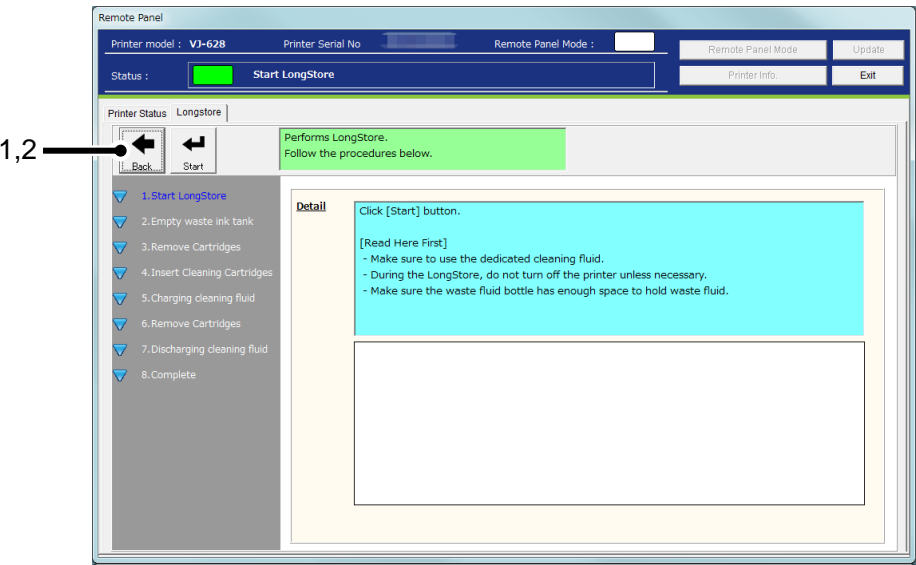 Remote Panel
Printer model : VJ-628 Printer Serial No Remote Panel Mode :
Remote Panel Mode Update
Status : Start LongStore
Printer Info. Exit
Printer Status Longstore
1,2
Back Start
Performs LongStore.
Follow the procedures below.
1.Start LongStore
2.Empty waste ink tank
3.Remove Cartridges
4.Insert Cleaning Cartridges
5.Charging cleaning fluid
6.Remove Cartridges
7.Discharging cleaning fluid
8.Complete
Detail
Click [Start] button.
[Read Here First]
- Make sure to use the dedicated cleaning fluid.
- During the LongStore, do not turn off the printer unless necessary.
- Make sure the waste fluid bottle has enough space to hold waste fluid.